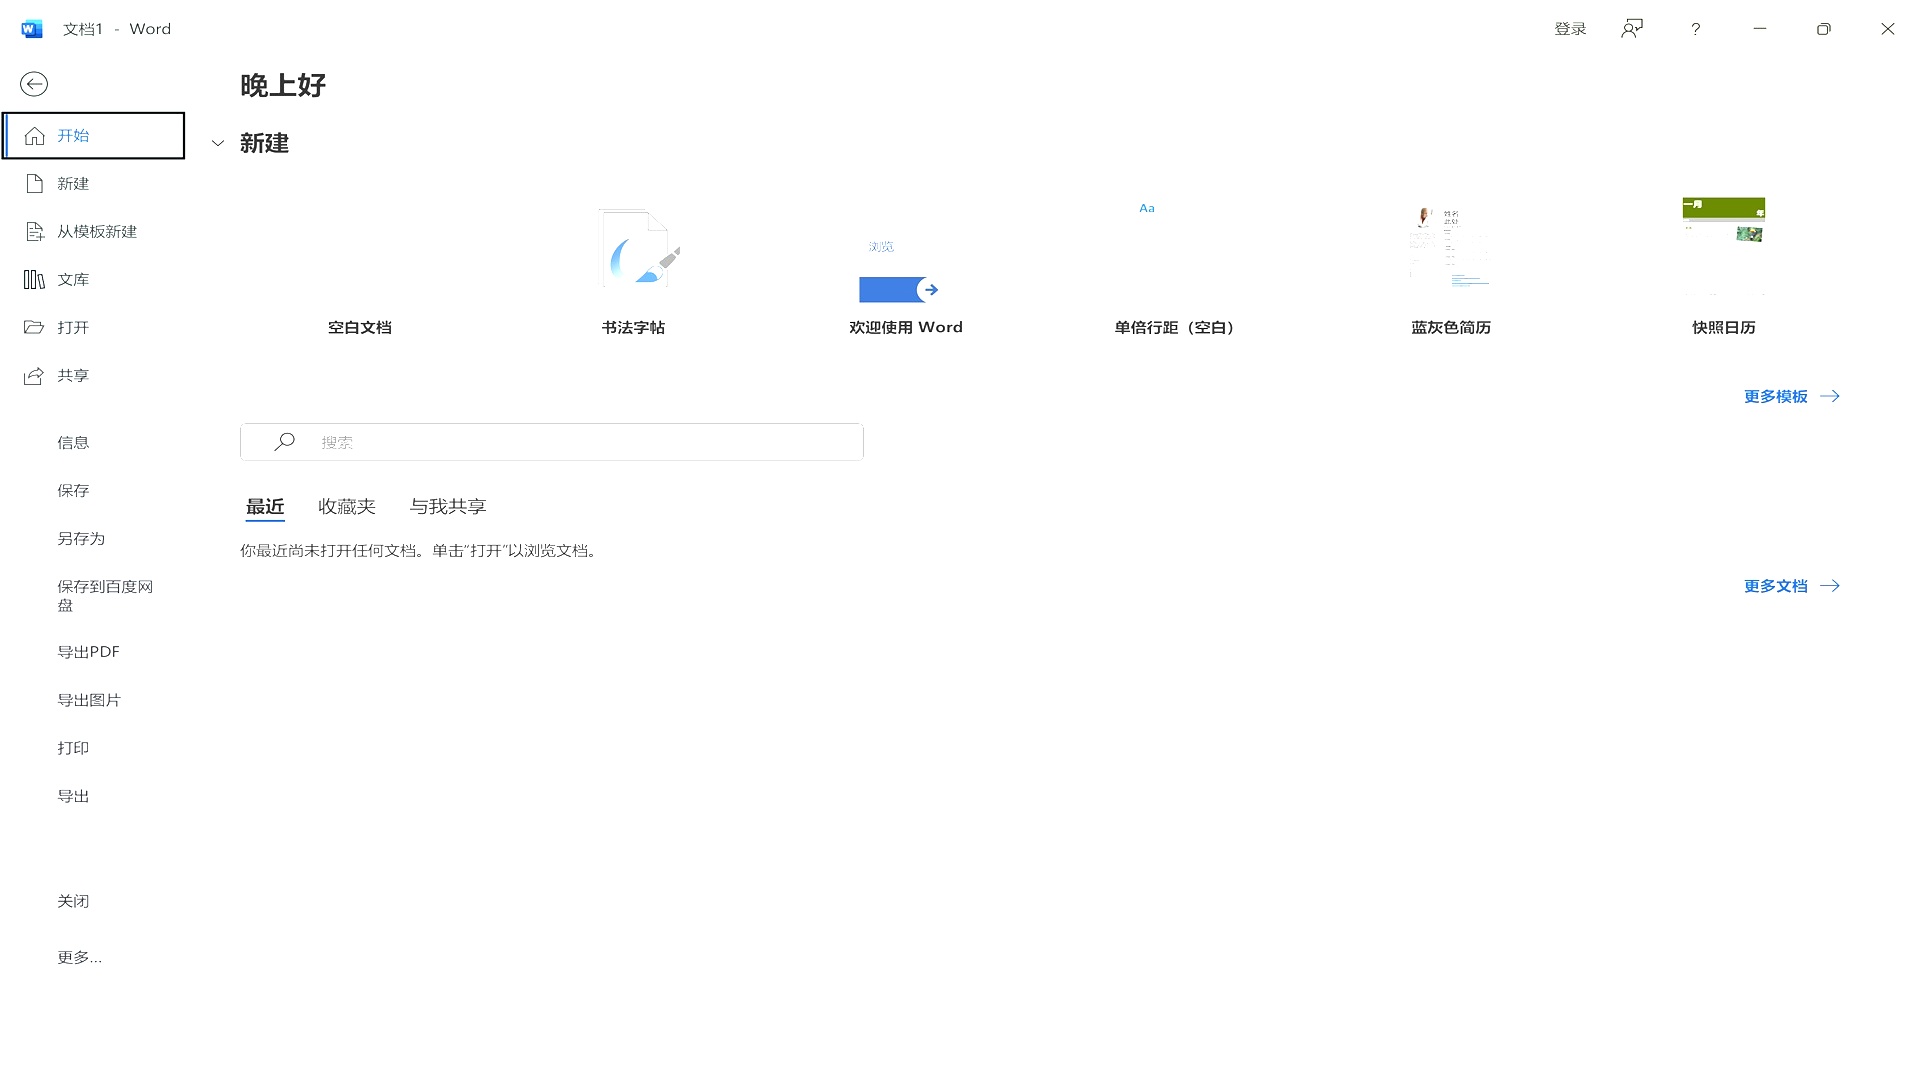 文档1 - Word
登录
?
晚上好
开始
新建
从模板新建
文库
打开
共享
信息
保存
另存为
保存到百度网
盘
导出PDF
导出图片
打印
导出
关闭
更多...
新建
浏览
Aa
姓名
此处
一月
年
空白文档
书法字帖
欢迎使用 Word
单倍行距（空白）
蓝灰色简历
快照日历
更多模板
搜索
最近 收藏夹 与我共享
你最近尚未打开任何文档。单击"打开"以浏览文档。
更多文档